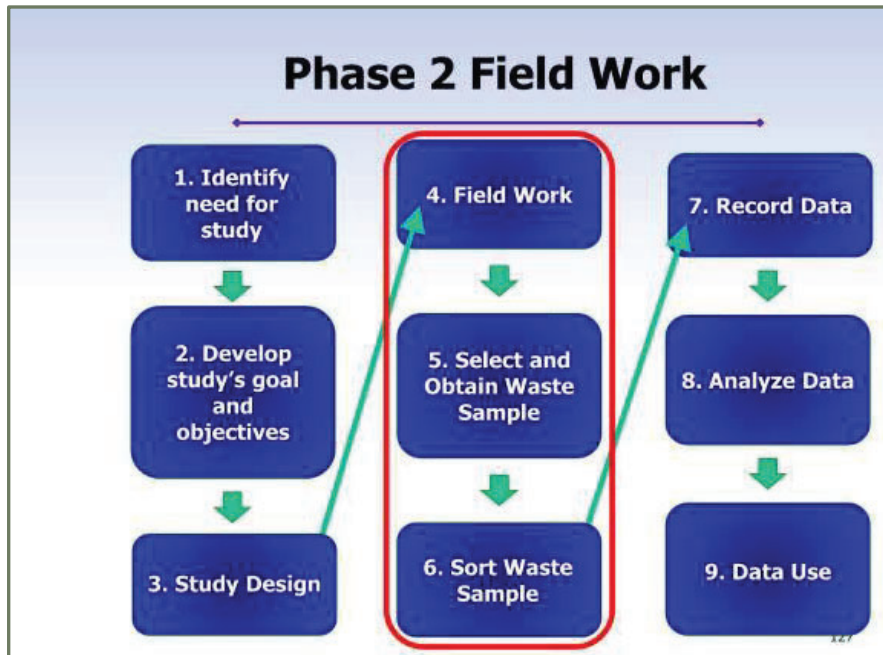 Phase 2 Field Work
1. Identify
need for
study
2. Develop
study's goal
and
objectives
3. Study Design
4. Field Work
5. Select and
Obtain Waste
Sample
6. Sort Waste
Sample
7. Record Data
8. Analyze Data
9. Data Use
127